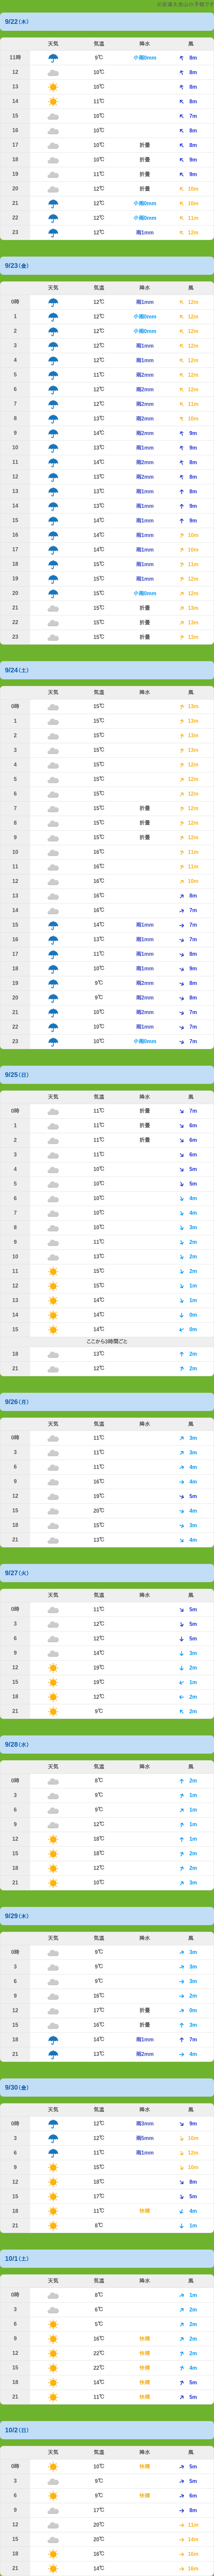 9/22（木）
天気 気温 降水 風
11時 9℃ 小雨0mm 8m
12 10℃ 8m
13 10℃ 8m
14 11℃ 8m
15 10℃ 7m
16 10℃ 8m
17 10℃ 折畳 8m
18 10℃ 折畳 9m
19 11℃ 折畳 9m
20 12℃ 折畳 10m
21 12℃ 小雨0mm 10m
22 12℃ 小雨0mm 11m
23 12℃ 雨1mm 12m
9/23（金）
天気 気温 降水 風
0時 12℃ 雨1mm 12m
1 12℃ 小雨0mm 12m
2 12℃ 小雨0mm 12m
3 12℃ 雨1mm 12m
4 12℃ 雨1mm 12m
5 11℃ 雨2mm 12m
6 12℃ 雨2mm 12m
7 12℃ 雨2mm 11m
8 13℃ 雨2mm 10m
9 14℃ 雨2mm 9m
10 13℃ 雨1mm 9m
11 14℃ 雨2mm 8m
12 13℃ 雨2mm 8m
13 13℃ 雨1mm 8m
14 13℃ 雨1mm 9m
15 14℃ 雨1mm 9m
16 14℃ 雨1mm 10m
17 14℃ 雨1mm 10m
18 15℃ 雨1mm 11m
19 15℃ 雨1mm 12m
20 15℃ 小雨0mm 12m
21 15℃ 折畳 13m
22 15℃ 折畳 13m
23 15℃ 折畳 13m
9/24（土）
天気 気温 降水 風
0時 15℃ 13m
1 15℃ 13m
2 15℃ 13m
3 15℃ 13m
4 15℃ 12m
5 15℃ 12m
6 15℃ 12m
7 15℃ 折畳 12m
8 15℃ 折畳 12m
9 15℃ 折畳 12m
10 16℃ 11m
11 16℃ 11m
12 16℃ 10m
13 16℃ 8m
14 16℃ 7m
15 14℃ 雨1mm 7m
16 13℃ 雨1mm 7m
17 11℃ 雨1mm 8m
18 10℃ 雨1mm 9m
19 9℃ 雨2mm 8m
20 9℃ 雨2mm 8m
21 10℃ 雨2mm 7m
22 10℃ 雨1mm 7m
23 10℃ 小雨0mm 7m
9/25（日）
天気 気温 降水 風
0時 11℃ 折畳 7m
1 11℃ 折畳 6m
2 11℃ 折畳 6m
3 11℃ 6m
4 10℃ 5m
5 10℃ 5m
6 10℃ 4m
7 10℃ 4m
8 10℃ 3m
9 11℃ 2m
10 13℃ 2m
11 15℃ 2m
12 15℃ 1m
13 14℃ 1m
14 14℃ 0m
15 14℃ 0m
ここから3時間ごと
18 13℃ 2m
21 12℃ 2m
9/26（月）
天気 気温 降水 風
0時 11℃ 3m
3 11℃ 3m
6 11℃ 4m
9 16℃ 4m
12 19℃ 5m
15 20℃ 4m
18 15℃ 3m
21 13℃ 4m
9/27（火）
天気 気温 降水 風
0時 11℃ 5m
3 12℃ 5m
6 12℃ 5m
9 14℃ 3m
12 19℃ 2m
15 19℃ 1m
18 12℃ 2m
21 9℃ 2m
9/28（水）
天気 気温 降水 風
0時 8℃ 2m
3 9℃ 1m
6 9℃ 1m
9 12℃ 1m
12 18℃ 1m
15 18℃ 2m
18 12℃ 2m
21 10℃ 3m
9/29（木）
天気 気温 降水 風
0時 9℃ 3m
3 9℃ 3m
6 9℃ 3m
9 16℃ 2m
12 17℃ 折畳 0m
15 16℃ 折畳 3m
18 14℃ 雨1mm 7m
21 13℃ 雨2mm 4m
9/30（金）
天気 気温 降水 風
0時 12℃ 雨3mm 9m
3 12℃ 雨5mm 10m
6 11℃ 雨1mm 12m
9 15℃ 10m
12 18℃ 8m
15 17℃ 5m
18 11℃ 快晴 4m
21 8℃ 1m
10/1（土）
天気 気温 降水 風
0時 8℃ 1m
3 6℃ 2m
6 5℃ 2m
9 16℃ 快晴 2m
12 22℃ 快晴 2m
15 22℃ 快晴 4m
18 14℃ 快晴 5m
21 11℃ 快晴 5m
10/2（日）
天気 気温 降水 風
0時 10℃ 快晴 5m
3 9℃ 5m
6 9℃ 快晴 6m
9 17℃ 8m
12 20℃ 11m
15 20℃ 14m
18 16℃ 16m
21 14℃ 16m